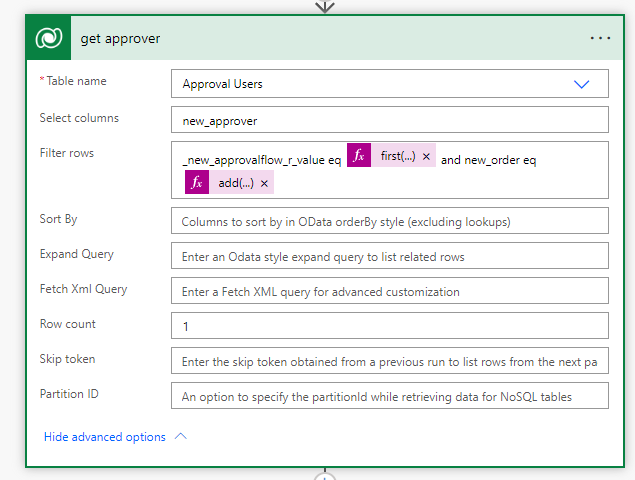 get approver
* Table name
Approval Users
Select columns
new_approver
Filter rows
_new_approvalflow_r_value eq fx first(...) × and new_order eq
fx add(...) ×
Sort By
Columns to sort by in OData orderBy style (excluding lookups)
Expand Query
Enter an Odata style expand query to list related rows
Fetch Xml Query
Enter a Fetch XML query for advanced customization
Row count
1
Skip token
Enter the skip token obtained from a previous run to list rows from the next pa
Partition ID
An option to specify the partitionId while retrieving data for NoSQL tables
Hide advanced options